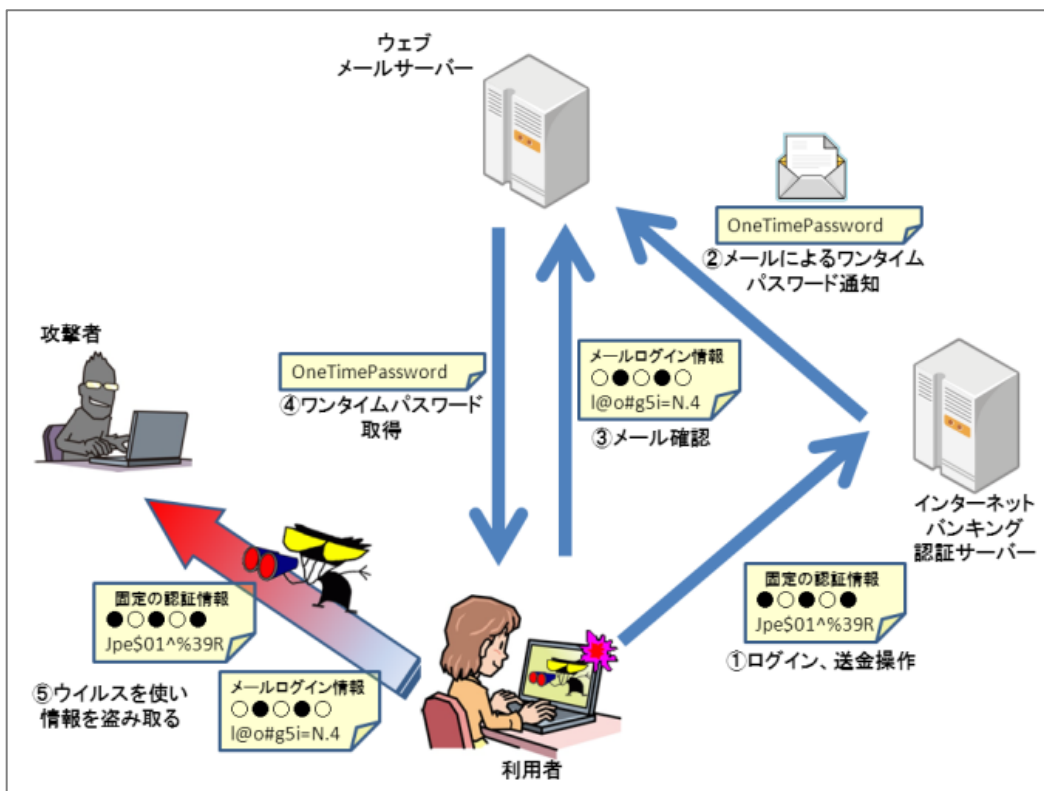 ウェブ
メールサーバー
OneTimePassword
②メールによるワンタイム
パスワード通知
攻撃者
OneTimePassword
④ワンタイムパスワード
取得
メールログイン情報
○●○●○
l@o#g5i=N.4
③メール確認
インターネット
バンキング
認証サーバー
固定の認証情報
●○●○●
Jpe$01^%39R
①ログイン、送金操作
固定の認証情報
●○●○●
Jpe$01^%39R
⑤ウイルスを使い
情報を盗み取る
メールログイン情報
○●○●○
l@o#g5i=N.4
利用者